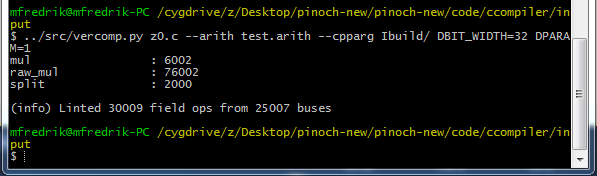 mfredrik@mfredrik-PC /cygdrive/z/Desktop/pinoch-new/pinoch-new/code/ccompiler/in
put
$ ../src/vercomp.py z0.c --arith test.arith --cpparg Ibuild/ DBIT_WIDTH=32 DPARA
M=1
mul             : 6002
raw_mul         : 76002
split           : 2000
(info) Linted 30009 field ops from 25007 buses
mfredrik@mfredrik-PC /cygdrive/z/Desktop/pinoch-new/pinoch-new/code/ccompiler/in
put
$